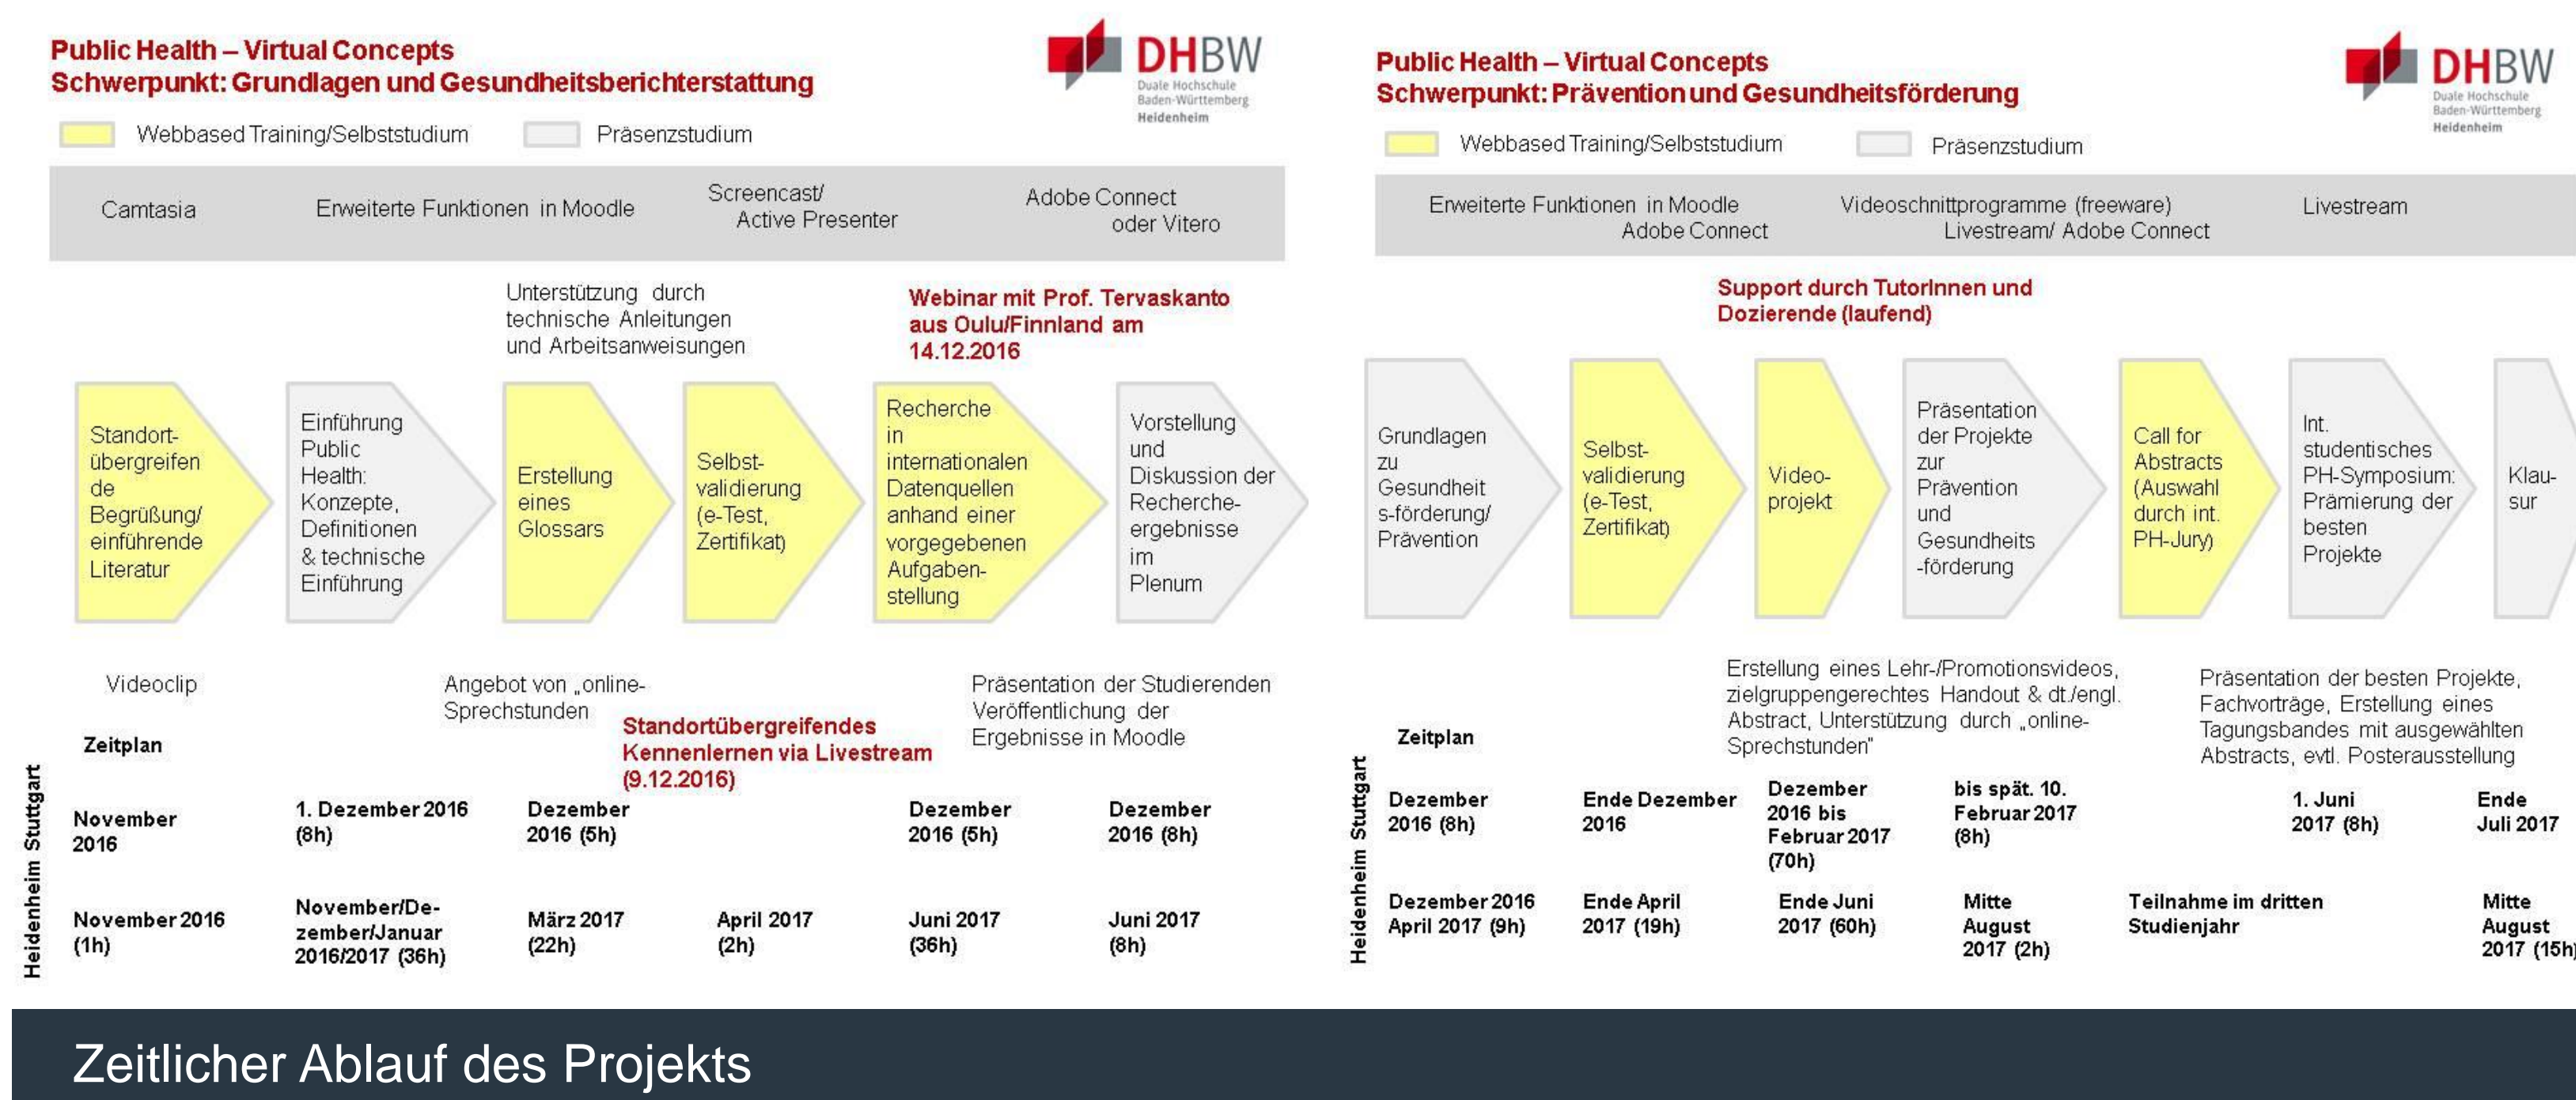 Public Health – Virtual Concepts
Schwerpunkt: Grundlagen und Gesundheitsberichterstattung
DHBW
Duale Hochschule
Baden-Württemberg
Heidenheim
Webbased Training/Selbststudium
Präsenzstudium
Camtasia
Erweiterte Funktionen in Moodle
Screencast/
Active Presenter
Adobe Connect
oder Vitero
Unterstützung durch
technische Anleitungen
und Arbeitsanweisungen
Webinar mit Prof. Tervaskanto
aus Oulu/Finnland am
14.12.2016
Standort-
übergreifen
de
Begrüßung/
einführende
Literatur
Einführung
Public
Health:
Konzepte,
Definitionen
& technische
Einführung
Erstellung
eines
Glossars
Selbst-
validierung
(e-Test,
Zertifikat)
Recherche
in
internationalen
Datenquellen
anhand einer
vorgegebenen
Aufgaben-
stellung
Vorstellung
und
Diskussion der
Recherche-
ergebnisse
im
Plenum
Videoclip
Angebot von „online-
Sprechstunden
Standortübergreifendes
Kennenlernen via Livestream
(9.12.2016)
Präsentation der Studierenden
Veröffentlichung der
Ergebnisse in Moodle
Zeitplan
Heidenheim Stuttgart
November
2016
1. Dezember 2016
(8h)
Dezember
2016 (5h)
Dezember
2016 (5h)
Dezember
2016 (8h)
November 2016
(1h)
November/De-
zember/Januar
2016/2017 (36h)
März 2017
(22h)
April 2017
(2h)
Juni 2017
(36h)
Juni 2017
(8h)
Public Health – Virtual Concepts
Schwerpunkt: Prävention und Gesundheitsförderung
DHBW
Duale Hochschule
Baden-Württemberg
Heidenheim
Webbased Training/Selbststudium
Präsenzstudium
Erweiterte Funktionen in Moodle
Adobe Connect
Videoschnittprogramme (freeware)
Livestream/ Adobe Connect
Livestream
Support durch TutorInnen und
Dozierende (laufend)
Grundlagen
zu
Gesundheit
s-förderung/
Prävention
Selbst-
validierung
(e-Test,
Zertifikat)
Video-
projekt
Präsentation
der Projekte
zur
Prävention
und
Gesundheits
-förderung
Call for
Abstracts
(Auswahl
durch int.
PH-Jury)
Int.
studentisches
PH-Symposium:
Prämierung der
besten
Projekte
Klau-
sur
Erstellung eines Lehr-/Promotionsvideos,
zielgruppengerechtes Handout & dt./engl.
Abstract, Unterstützung durch „online-
Sprechstunden"
Präsentation der besten Projekte,
Fachvorträge, Erstellung eines
Tagungsbandes mit ausgewählten
Abstracts, evtl. Posterausstellung
Zeitplan
Heidenheim Stuttgart
Dezember
2016 (8h)
Ende Dezember
2016
Dezember
2016 bis
Februar 2017
(70h)
bis spät. 10.
Februar 2017
(8h)
1. Juni
2017 (8h)
Ende
Juli 2017
Dezember 2016
April 2017 (9h)
Ende April
2017 (19h)
Ende Juni
2017 (60h)
Mitte
August
2017 (2h)
Teilnahme im dritten
Studienjahr
Mitte
August
2017 (15h)
Zeitlicher Ablauf des Projekts